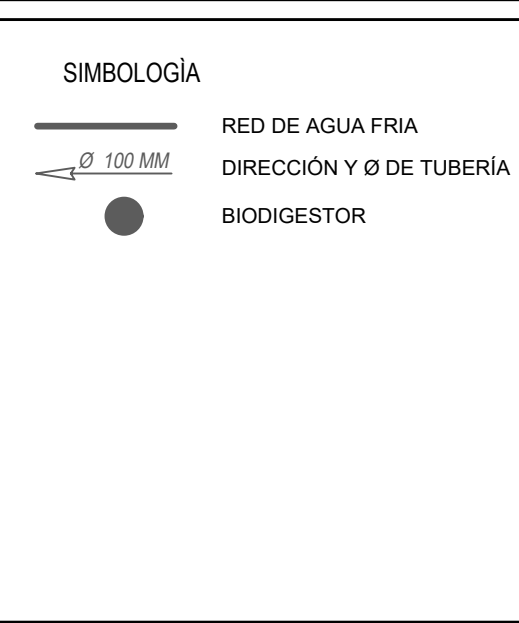 SIMBOLOGÌA
RED DE AGUA FRIA
Ø 100 MM DIRECCIÓN Y Ø DE TUBERÍA
BIODIGESTOR